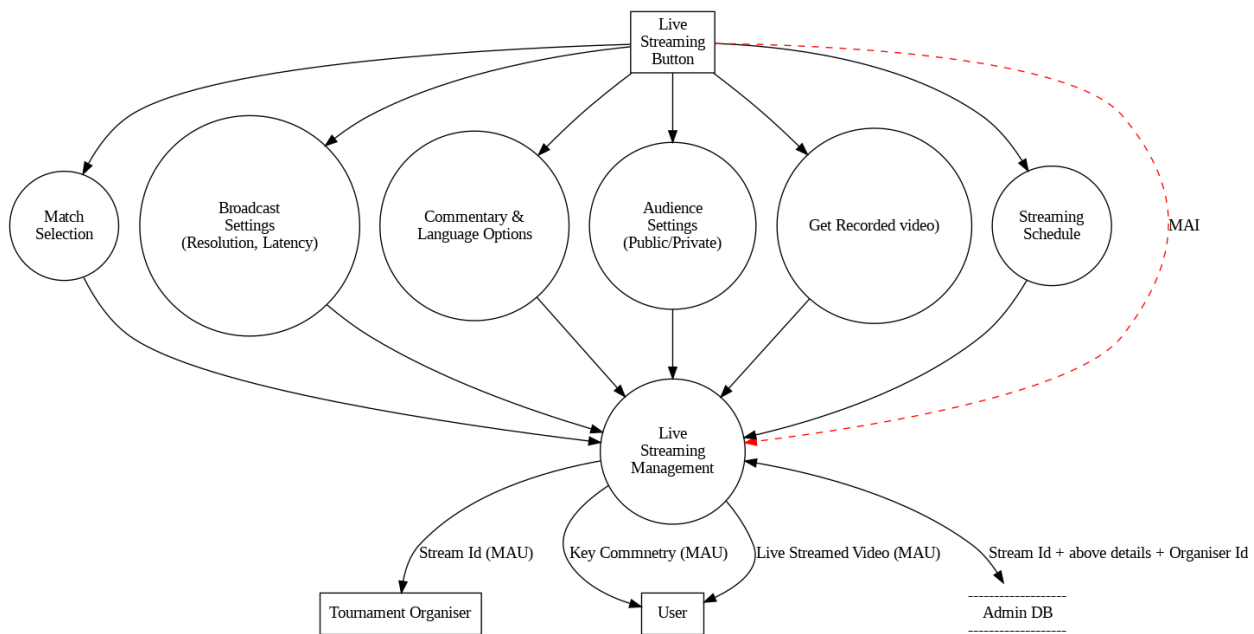 Live
Streaming
Button
Match
Selection
Broadcast
Settings
(Resolution, Latency)
Commentary &
Language Options
Audience
Settings
(Public/Private)
Get Recorded video)
Streaming
Schedule
MAI
Live
Streaming
Management
Stream Id (MAU)
Key Commnetry (MAU)
Live Streamed Video (MAU)
Stream Id + above details + Organiser Id
Tournament Organiser
User
Admin DB